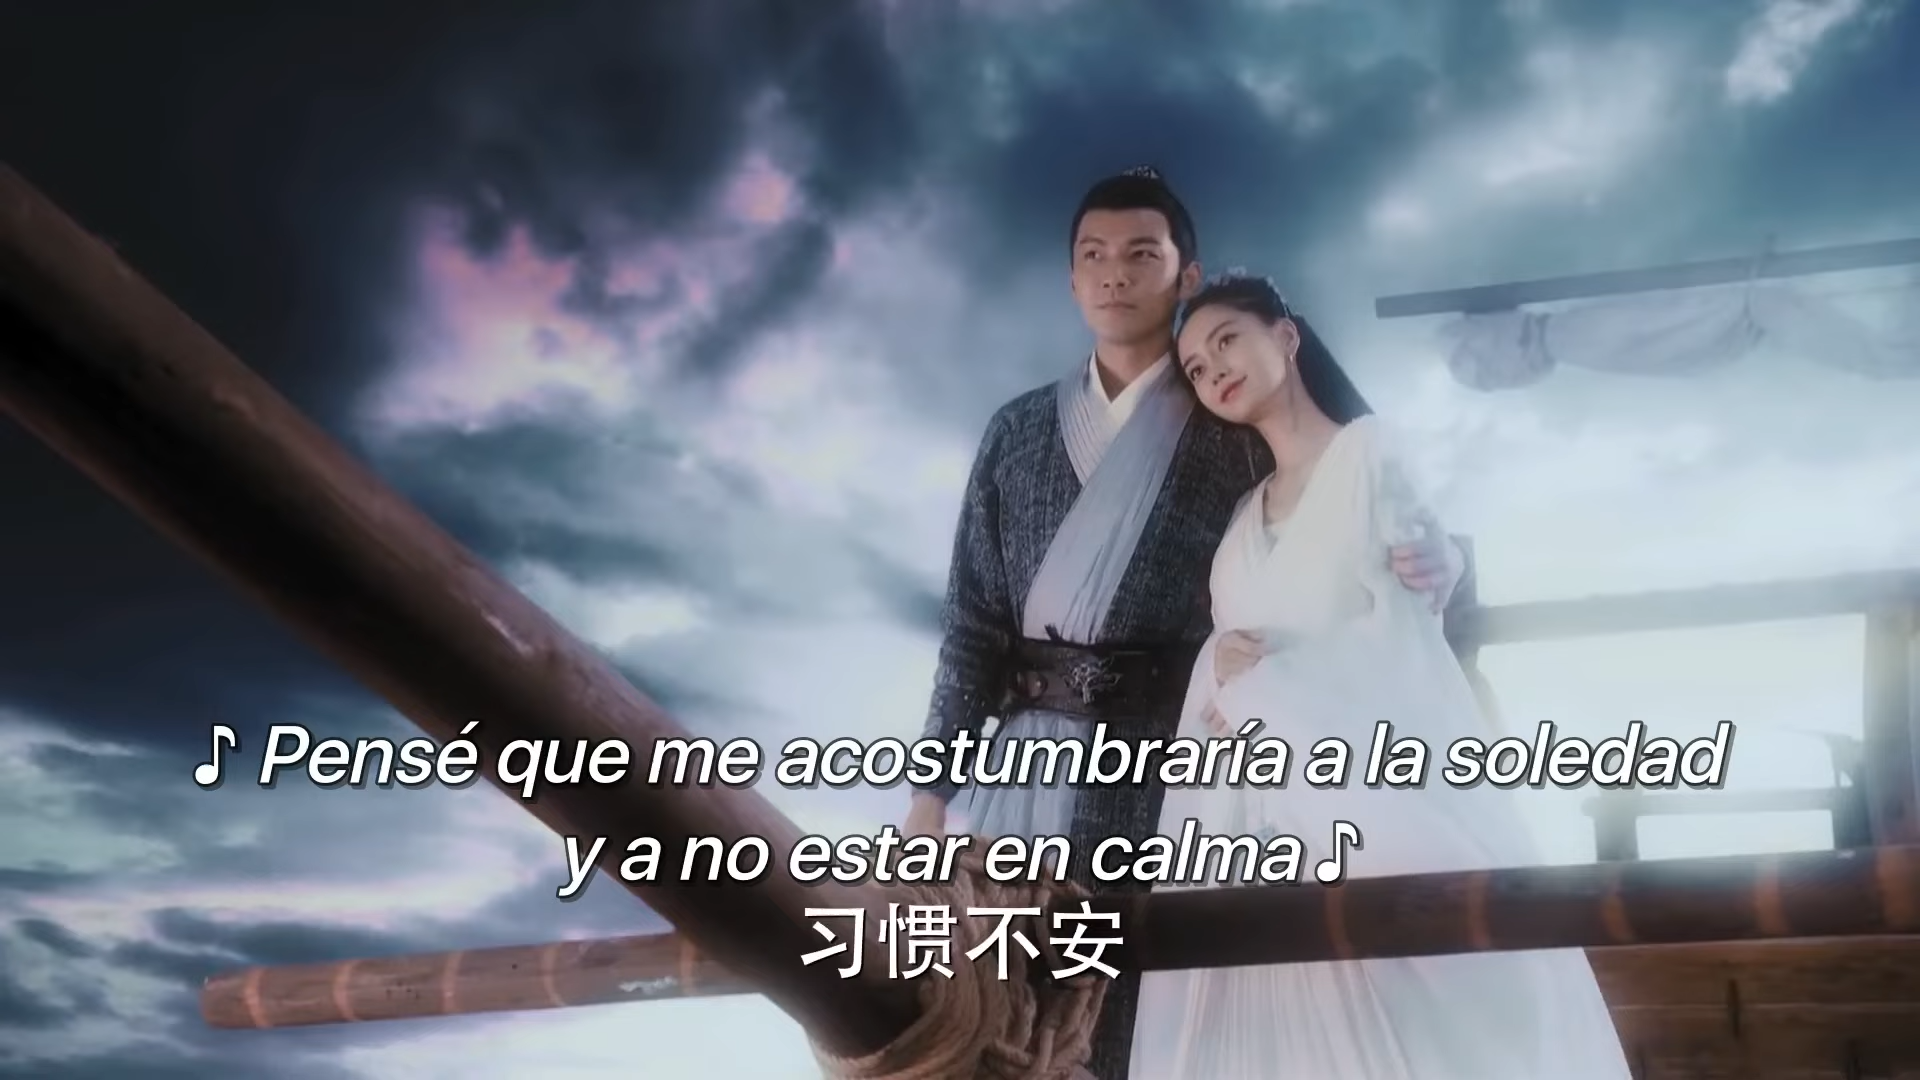 ♪ Pensé que me acostumbraría a la soledad
y a no estar en calma ♪
习惯不安